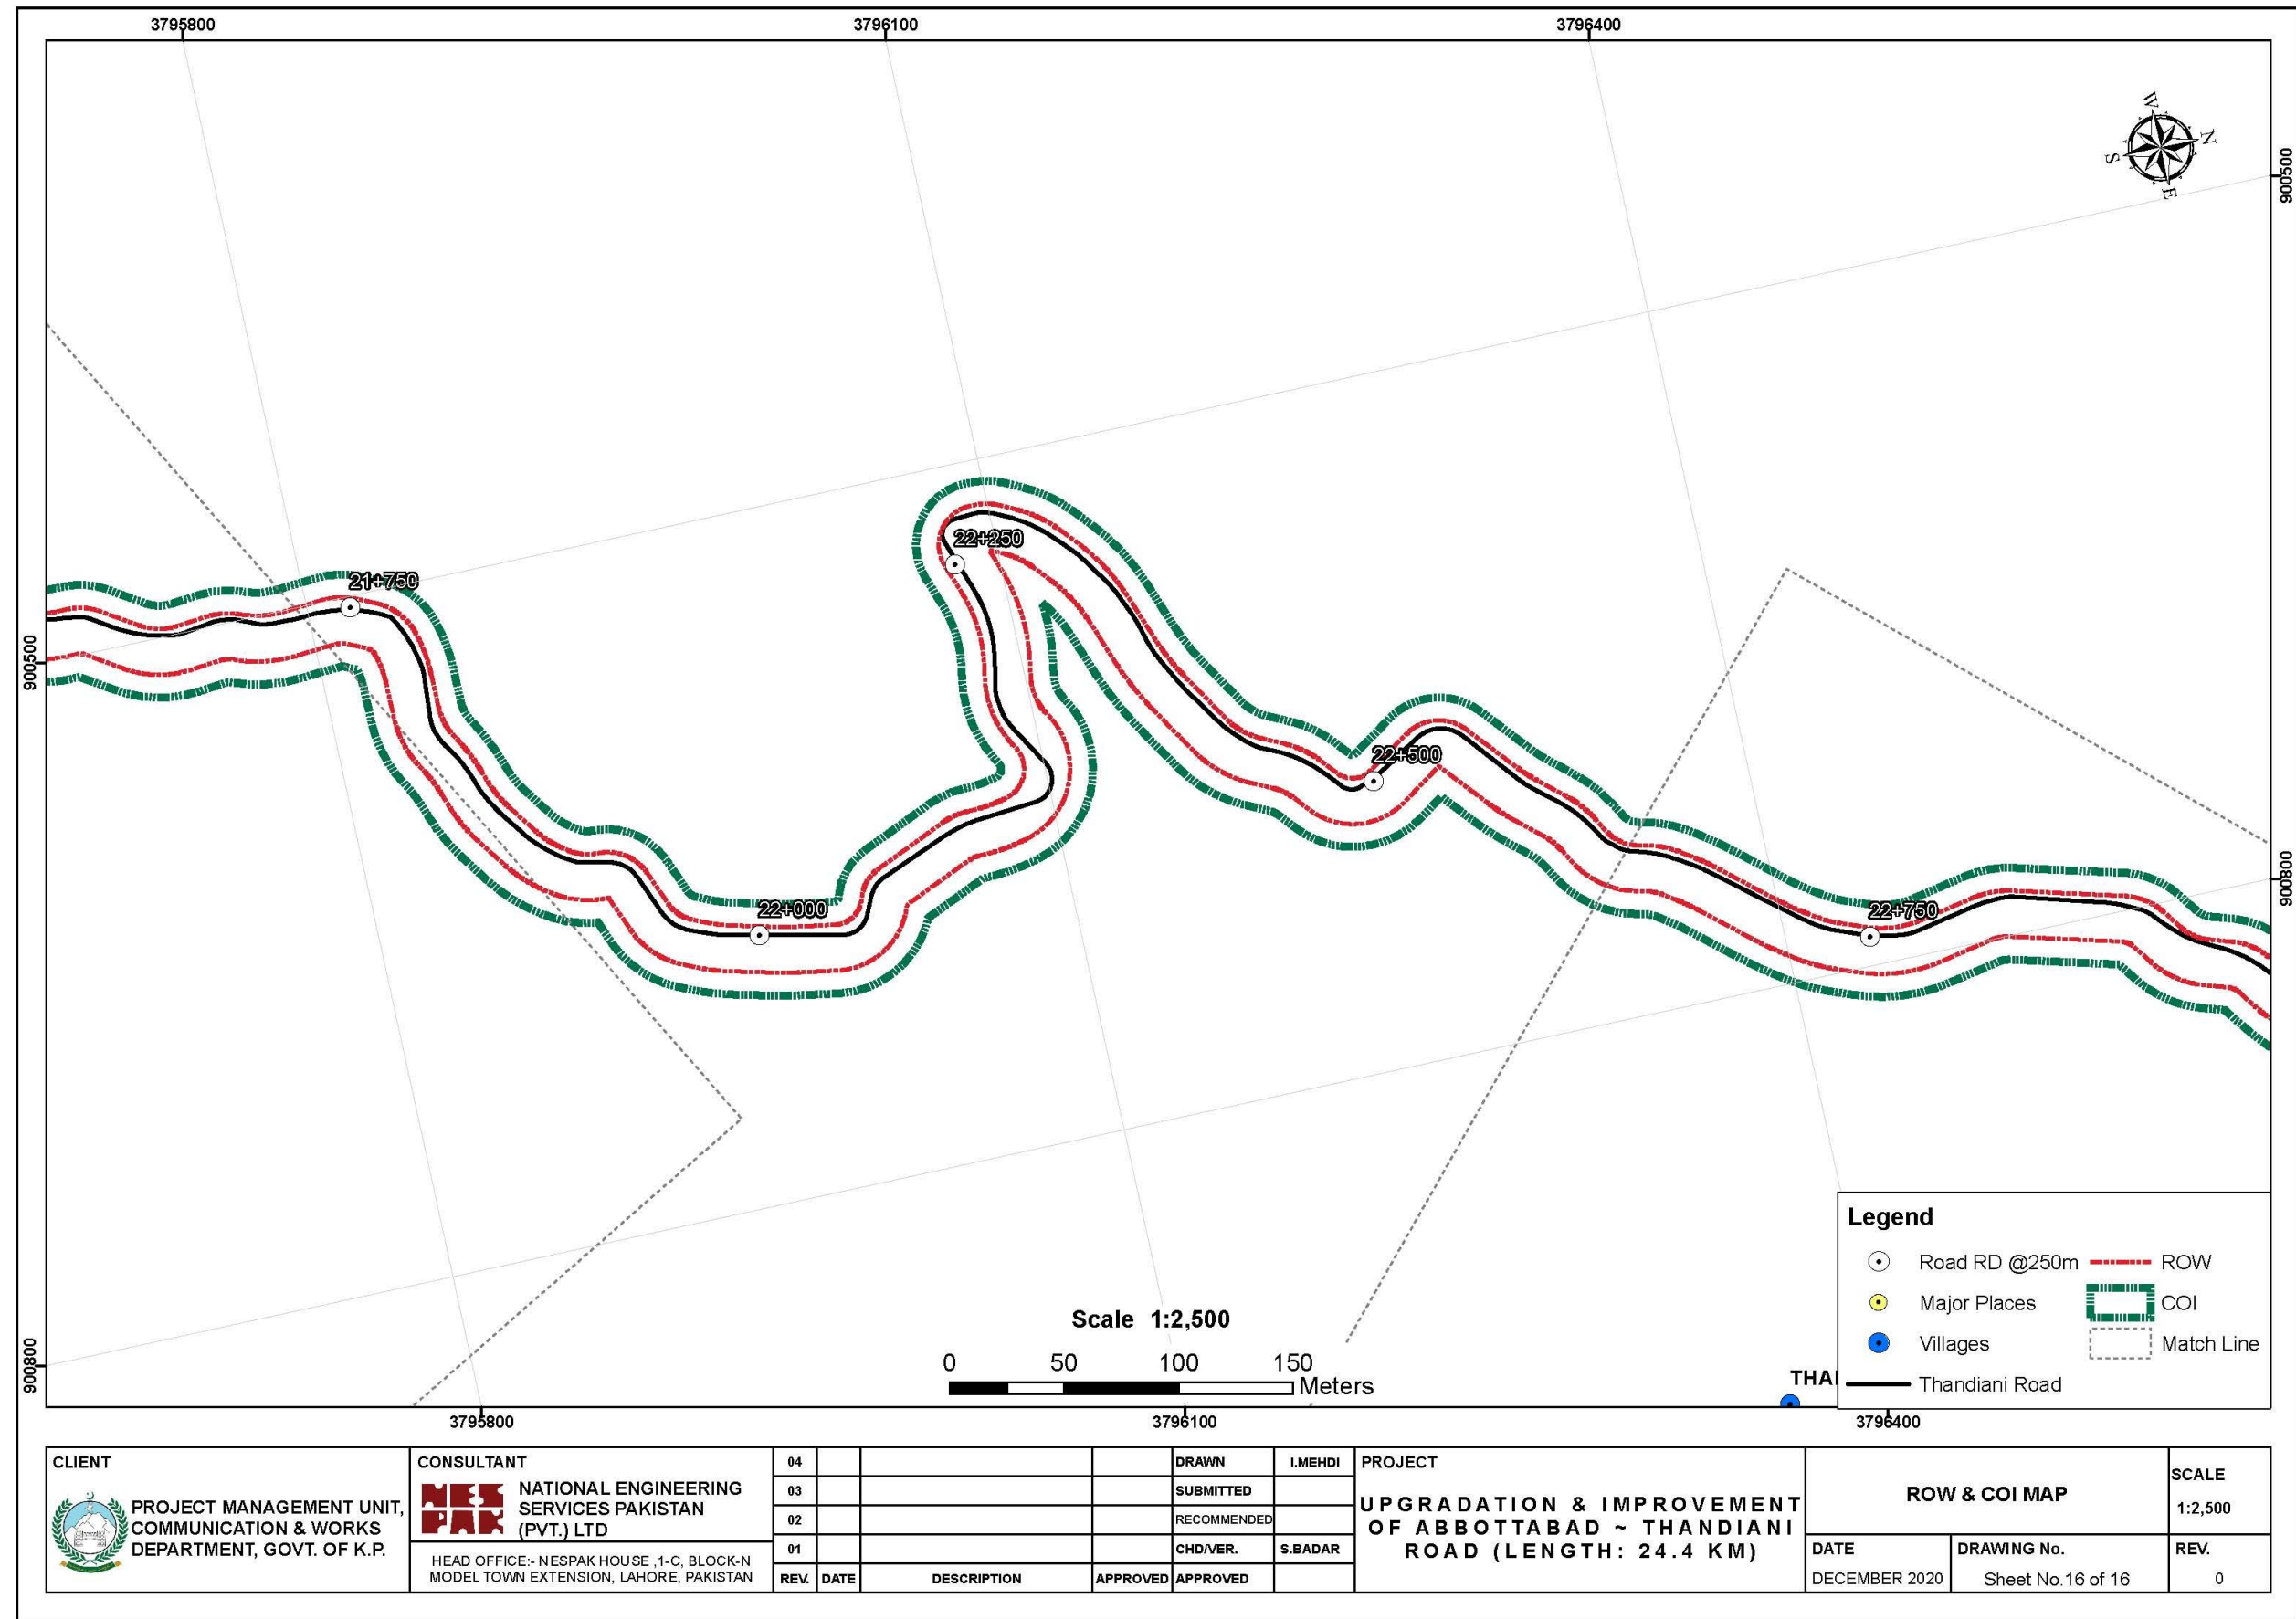 3795800 3796100 3796400
W
N
S
E
900500
22+250
21+750
900500
22+500
900800
22+000
22+750
Legend
Road RD @250m
ROW
Major Places
COI
Villages
Match Line
Thandiani Road
Scale 1:2,500
0 50 100 150
Meters
900800
THAI
3795800 3796100 3796400
CLIENT
PROJECT MANAGEMENT UNIT,
COMMUNICATION & WORKS
DEPARTMENT, GOVT. OF K.P.
CONSULTANT
NES
PAK
NATIONAL ENGINEERING
SERVICES PAKISTAN
(PVT.) LTD
HEAD OFFICE:- NESPAK HOUSE ,1-C, BLOCK-N
MODEL TOWN EXTENSION, LAHORE, PAKISTAN
04 DRAWN I.MEHDI
03 SUBMITTED
02 RECOMMENDED
01 CHD/VER. S.BADAR
REV. DATE DESCRIPTION APPROVED APPROVED
PROJECT
UPGRADATION & IMPROVEMENT
OF ABBOTTABAD ~ THANDIANI
ROAD (LENGTH: 24.4 KM)
ROW & COI MAP
SCALE
1:2,500
DATE
DECEMBER 2020
DRAWING No.
Sheet No.16 of 16
REV.
0